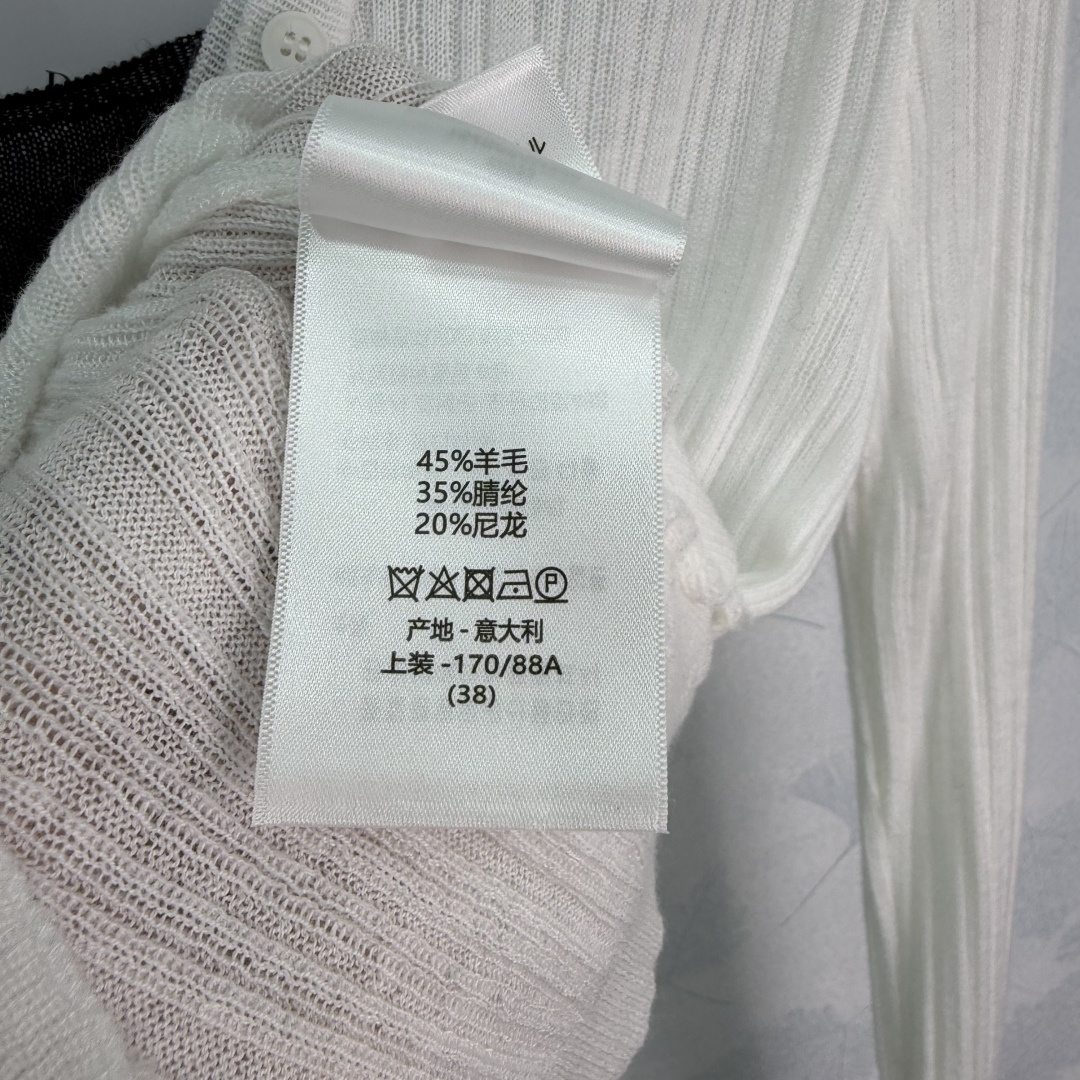 45%羊毛
35%腈纶
20%尼龙
P
产地 - 意大利
上装 -170/88A
(38)